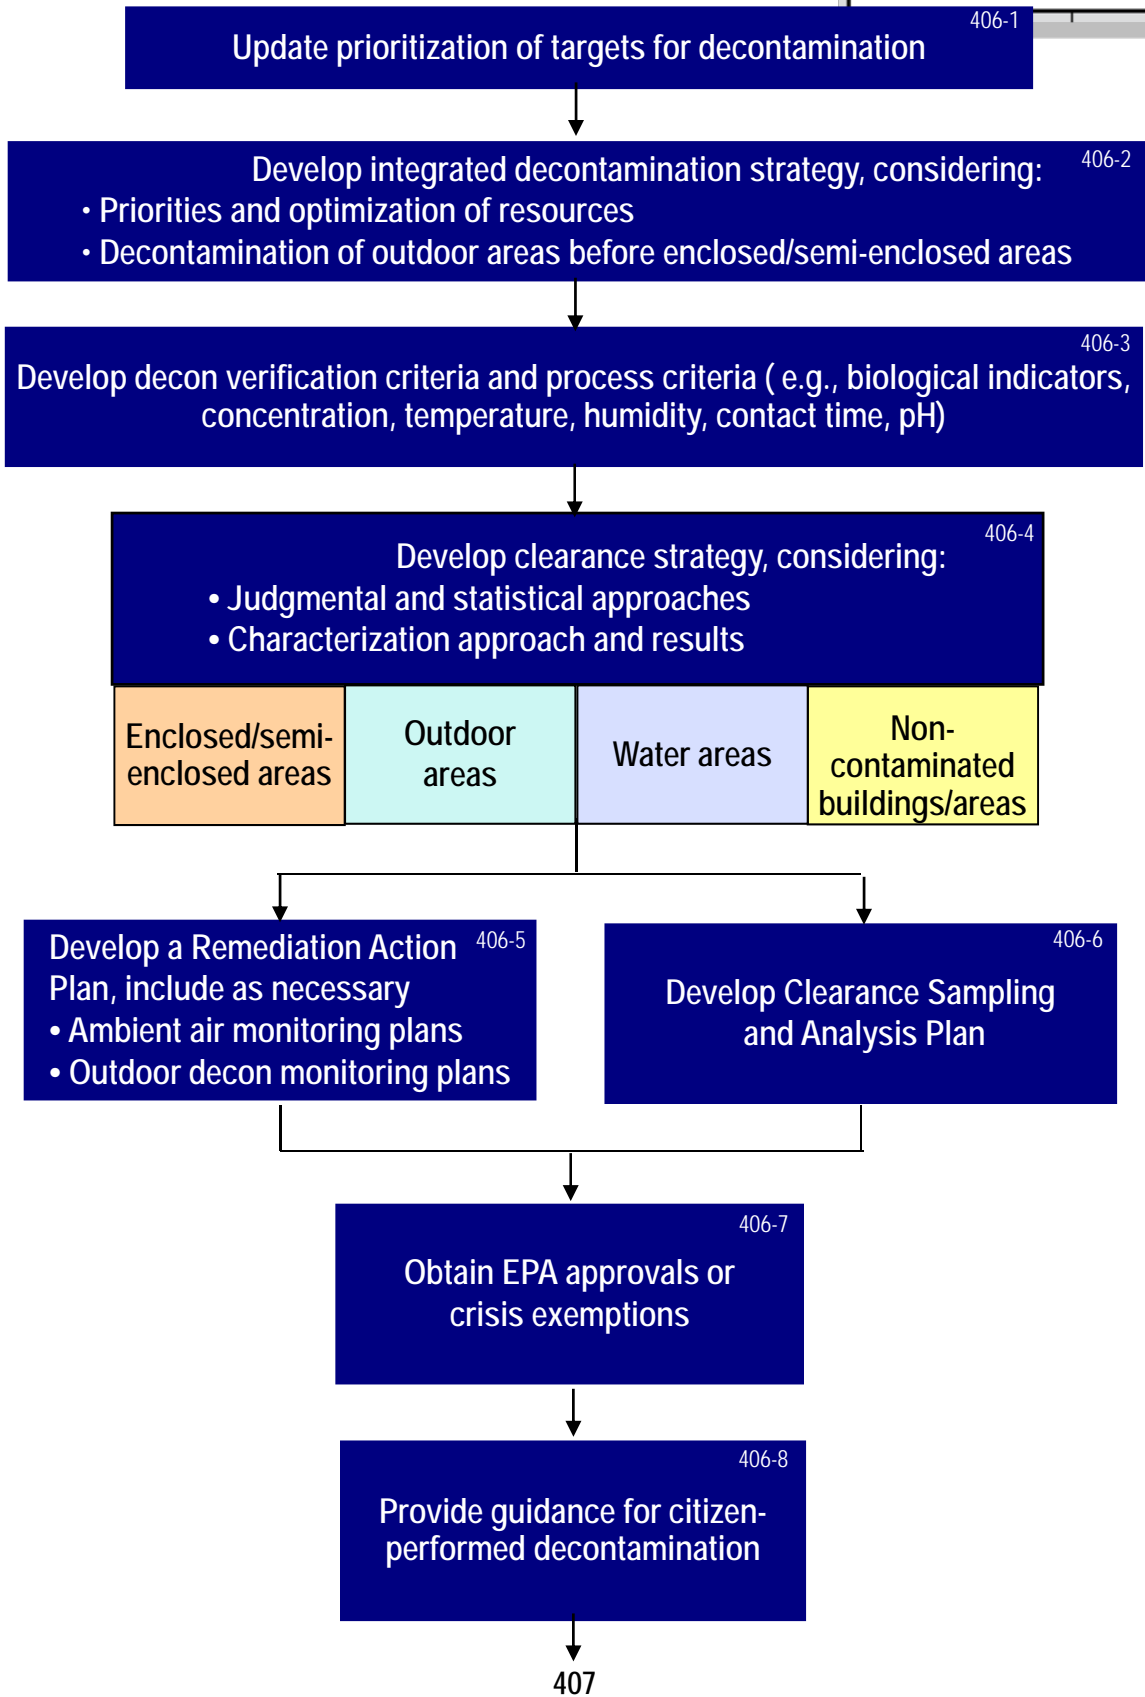 406-1
Update prioritization of targets for decontamination
406-2
Develop integrated decontamination strategy, considering:
• Priorities and optimization of resources
• Decontamination of outdoor areas before enclosed/semi-enclosed areas
406-3
Develop decon verification criteria and process criteria ( e.g., biological indicators,
concentration, temperature, humidity, contact time, pH)
406-4
Develop clearance strategy, considering:
• Judgmental and statistical approaches
• Characterization approach and results
Enclosed/semi-
enclosed areas
Outdoor
areas
Water areas
Non-
contaminated
buildings/areas
406-5
Develop a Remediation Action
Plan, include as necessary
• Ambient air monitoring plans
• Outdoor decon monitoring plans
406-6
Develop Clearance Sampling
and Analysis Plan
406-7
Obtain EPA approvals or
crisis exemptions
406-8
Provide guidance for citizen-
performed decontamination
407